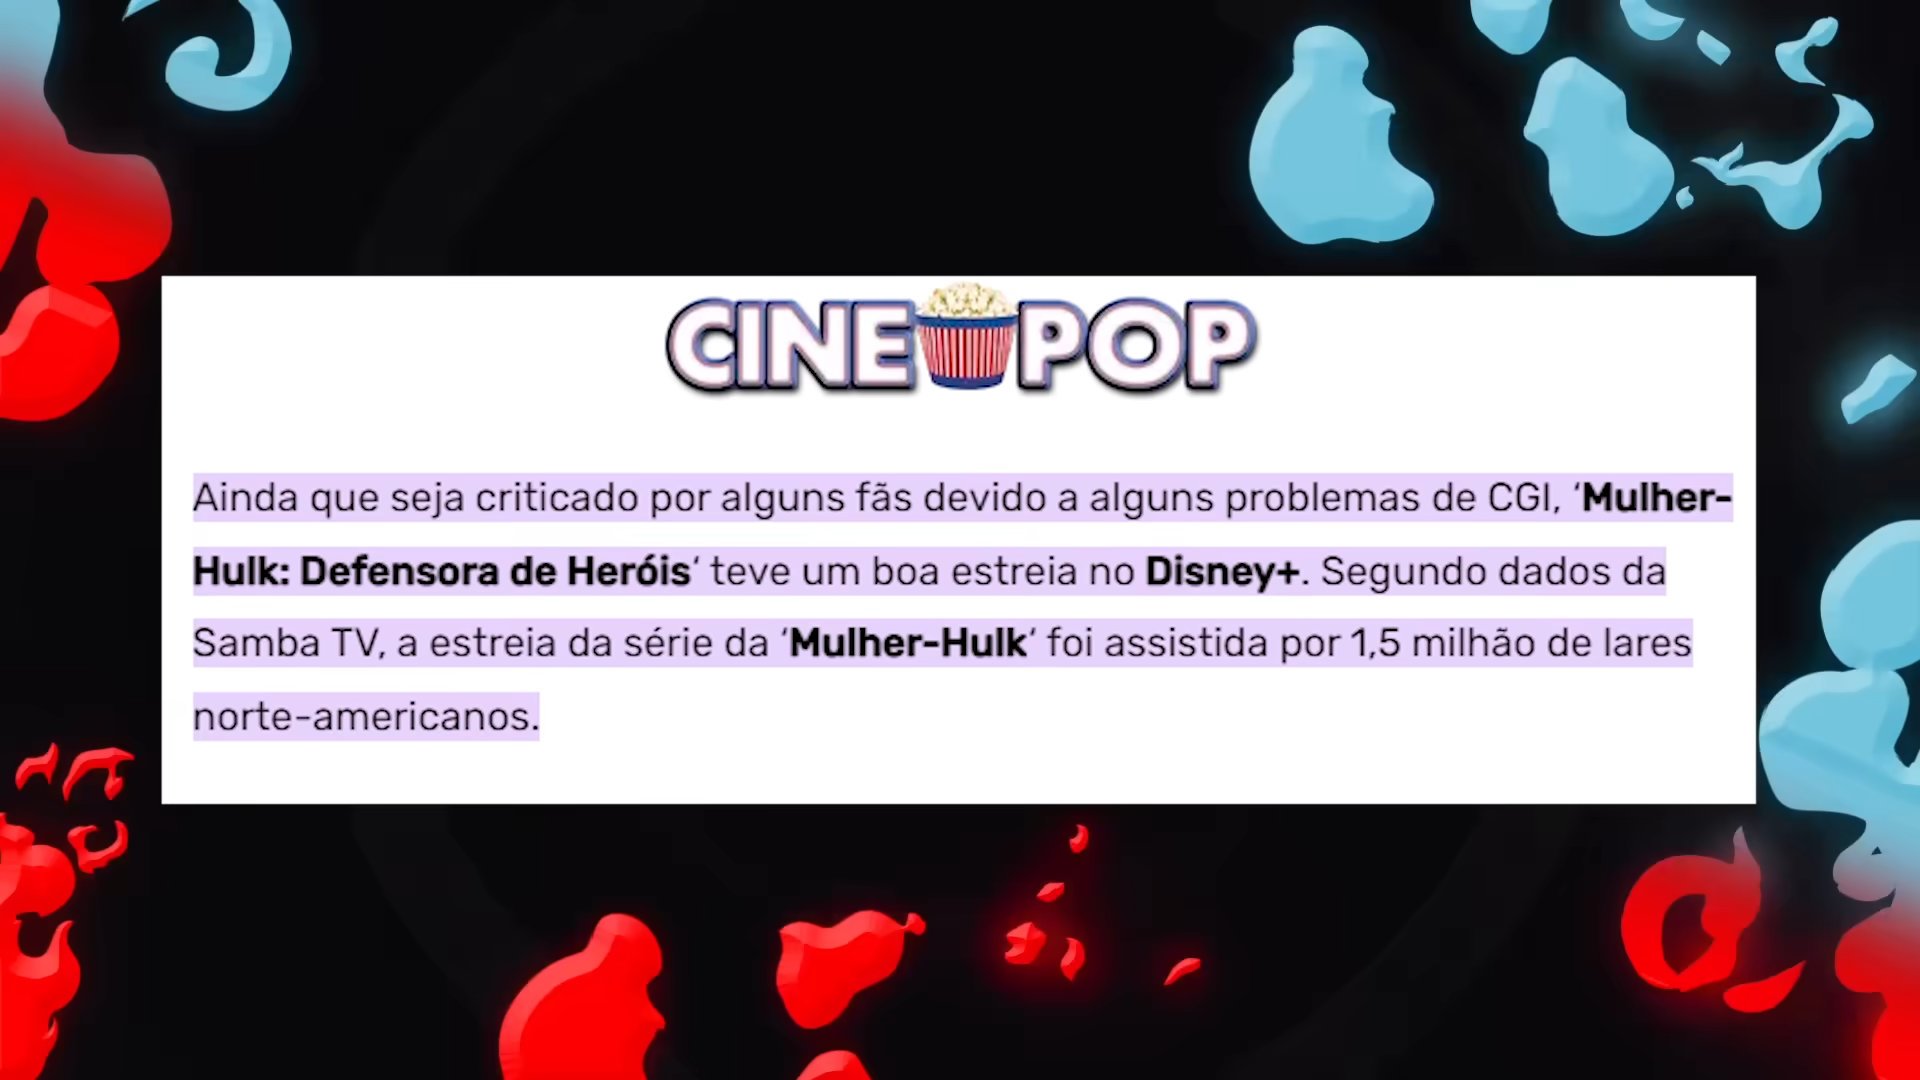 CINEPOP
Ainda que seja criticado por alguns fãs devido a alguns problemas de CGI, ‘Mulher-
Hulk: Defensora de Heróis‘ teve um boa estreia no Disney+. Segundo dados da
Samba TV, a estreia da série da ‘Mulher-Hulk‘ foi assistida por 1,5 milhão de lares
norte-americanos.